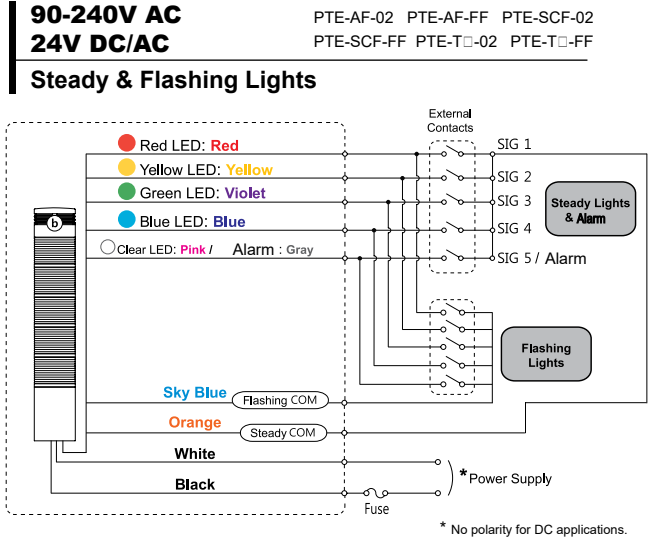 90-240V AC
24V DC/AC
PTE-AF-02 PTE-AF-FF PTE-SCF-02
PTE-SCF-FF PTE-T□-02 PTE-T□-FF
Steady & Flashing Lights
External
Contacts
Red LED: Red
SIG 1
Yellow LED: Yellow
SIG 2
Green LED: Violet
SIG 3
Blue LED: Blue
SIG 4
Clear LED: Pink / Alarm : Gray
SIG 5 / Alarm
Steady Lights
& Alarm
b
Flashing
Lights
Sky Blue
Flashing COM
Orange
Steady COM
White
Black
Fuse
*Power Supply
* No polarity for DC applications.